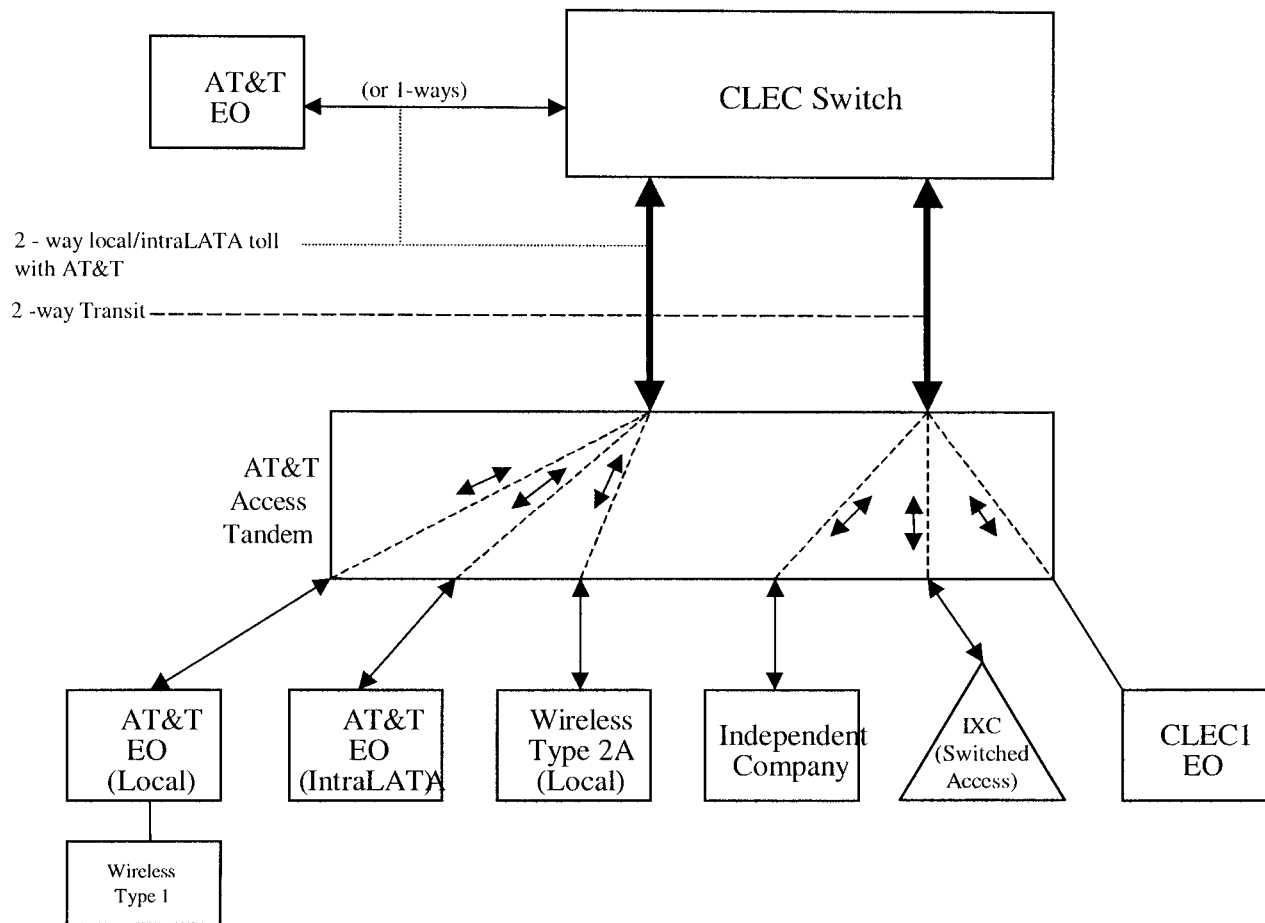 AT&T
EO
(or 1-ways)
CLEC Switch
2 - way local/intraLATA toll
with AT&T
2 -way Transit
AT&T
Access
Tandem
AT&T
EO
(Local)
AT&T
EO
(IntraLAT)A
Wireless
Type 2A
(Local)
Independent
Company
IXC
(Switched
Access)
CLEC1
EO
Wireless
Type 1